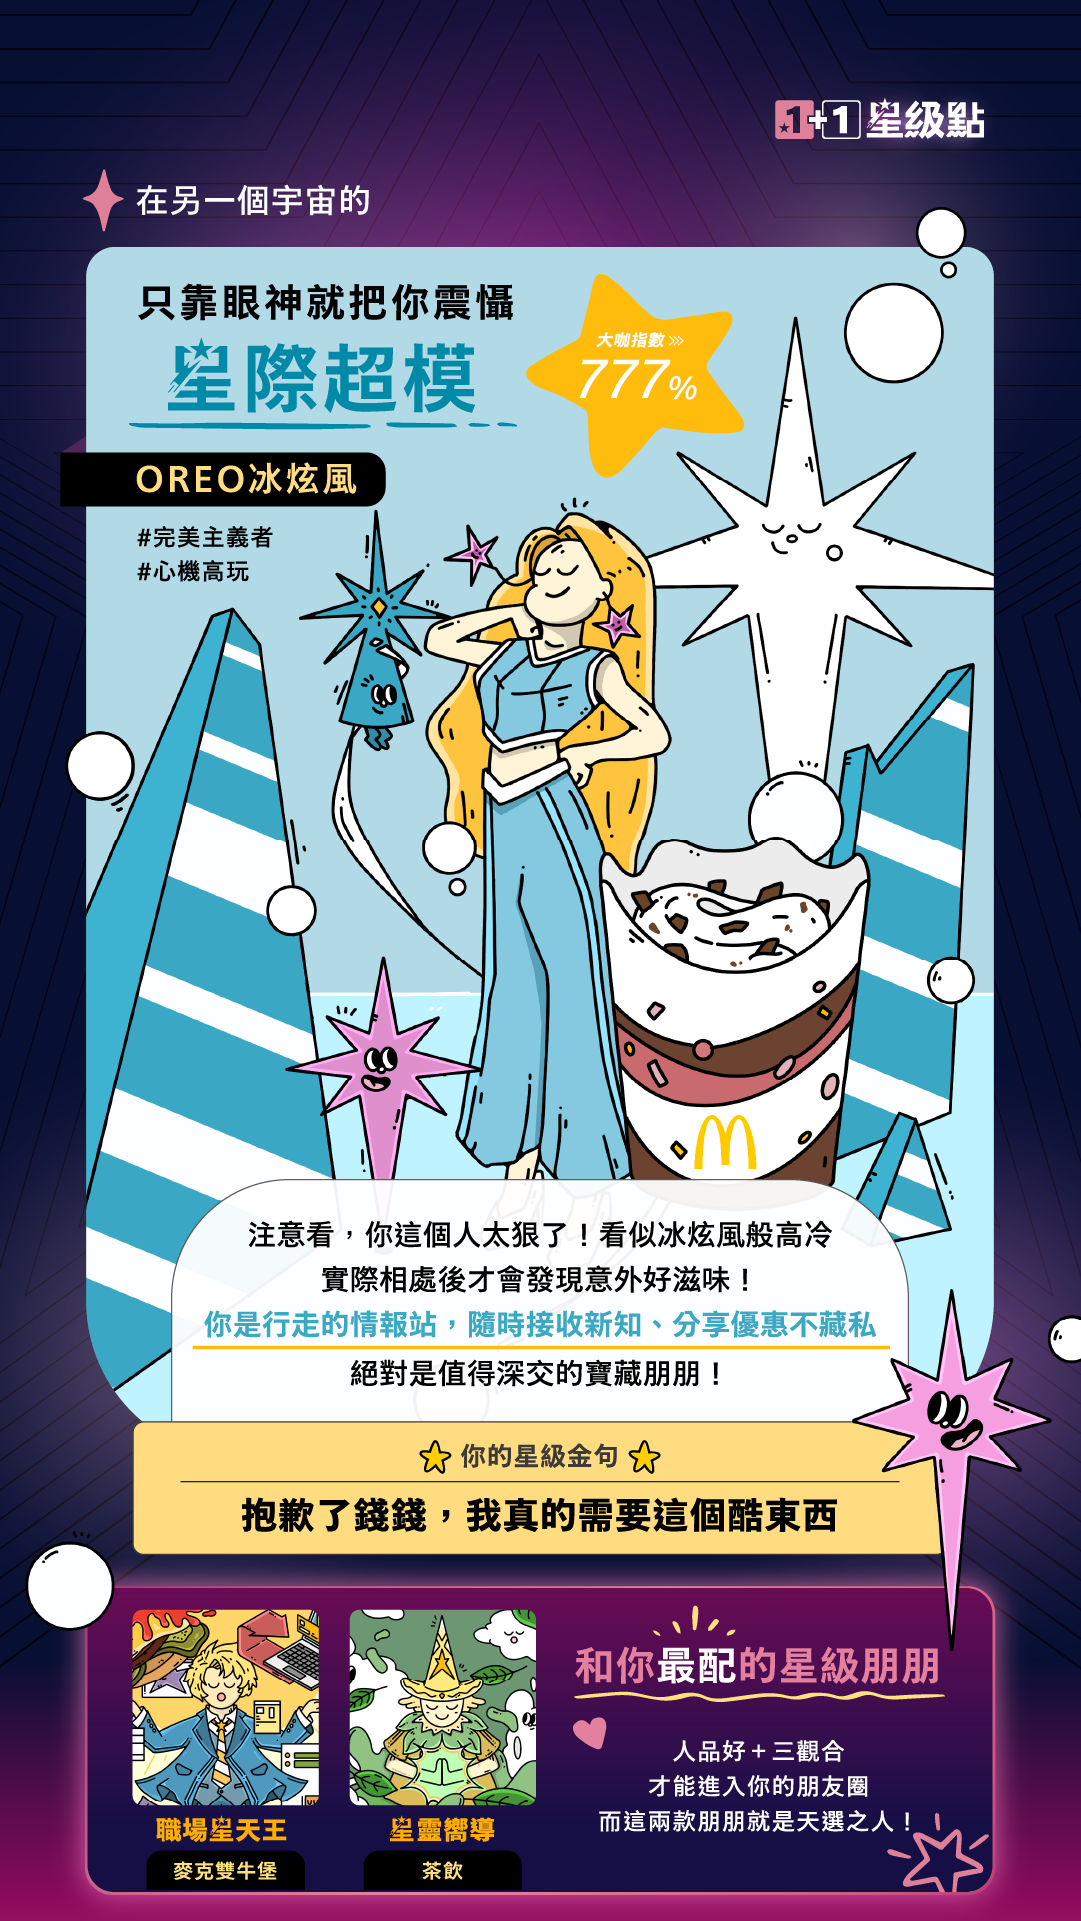 1+1 星級點
在另一個宇宙的
只靠眼神就把你震懾
星際超模
大咖指數
777%
OREO冰炫風
#完美主義者
#心機高玩
注意看，你這個人太狠了！看似冰炫風般高冷
實際相處後才會發現意外好滋味！
你是行走的情報站，隨時接收新知、分享優惠不藏私
絕對是值得深交的寶藏朋朋！
你的星級金句
抱歉了錢錢，我真的需要這個酷東西
和你最配的星級朋朋
人品好＋三觀合
才能進入你的朋友圈
而這兩款朋朋就是天選之人！
職場星天王
麥克雙牛堡
星靈嚮導
茶飲